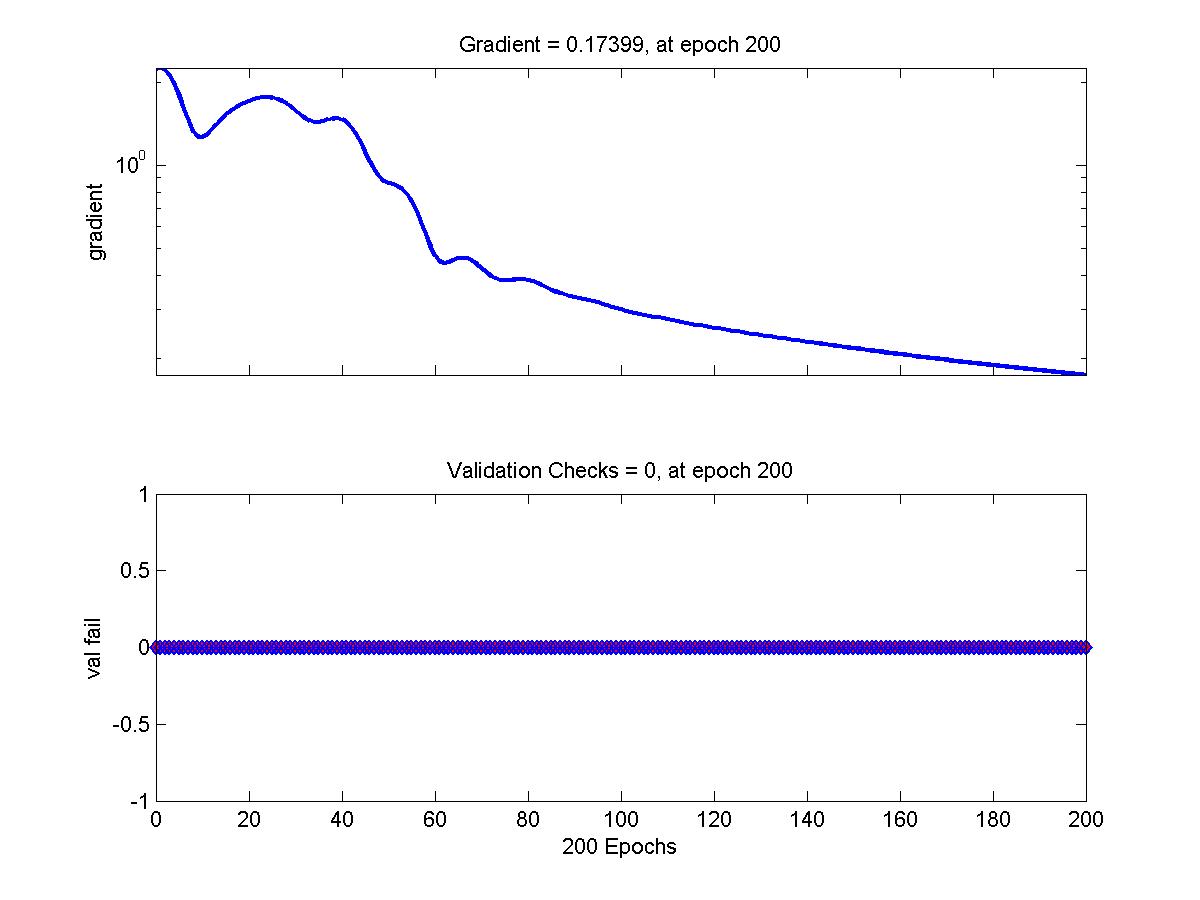 Gradient = 0.17399, at epoch 200
10^0
gradient
Validation Checks = 0, at epoch 200
1
0.5
0
-0.5
-1
val fail
0 20 40 60 80 100 120 140 160 180 200
200 Epochs